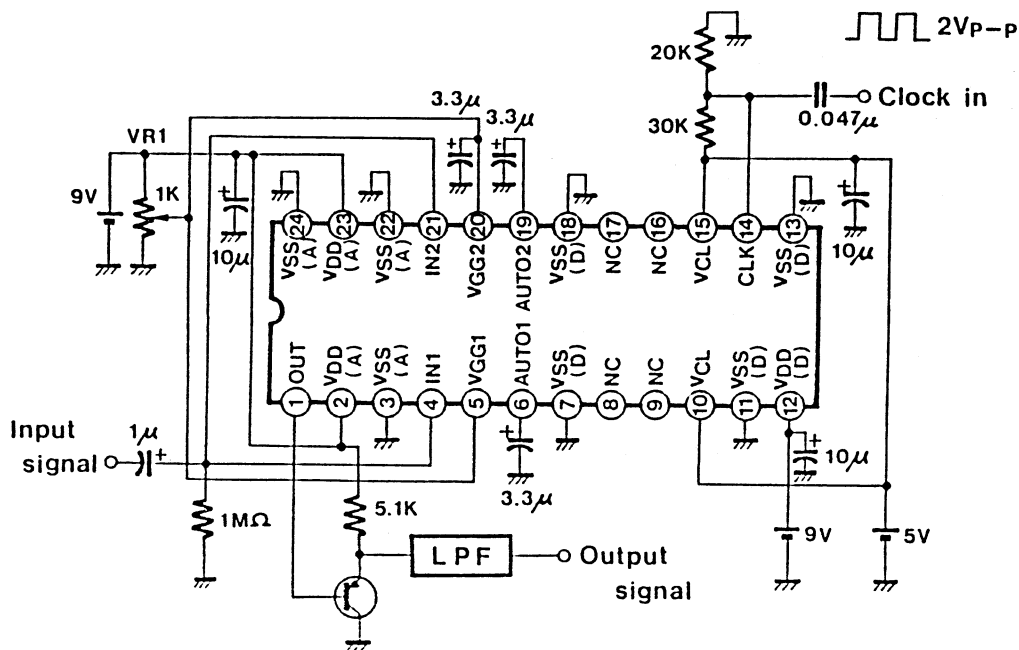 2VP-P
20K
30K
Clock in
0.047μ
3.3μ
3.3μ
VR1
9V
1K
10μ
10μ
24 23 22 21 20 19 18 17 16 15 14 13
VSS (A)
VDD (A)
VSS (A)
IN2
VGG2
AUTO2
VSS (D)
NC
NC
VCL
CLK
VSS (D)
OUT
VDD (A)
VSS (A)
IN1
VGG1
AUTO1
VSS (D)
NC
NC
VCL
VSS (D)
VDD (D)
1 2 3 4 5 6 7 8 9 10 11 12
Input
signal
1μ
+
1MΩ
5.1K
3.3μ
10μ
9V
5V
LPF
Output
signal